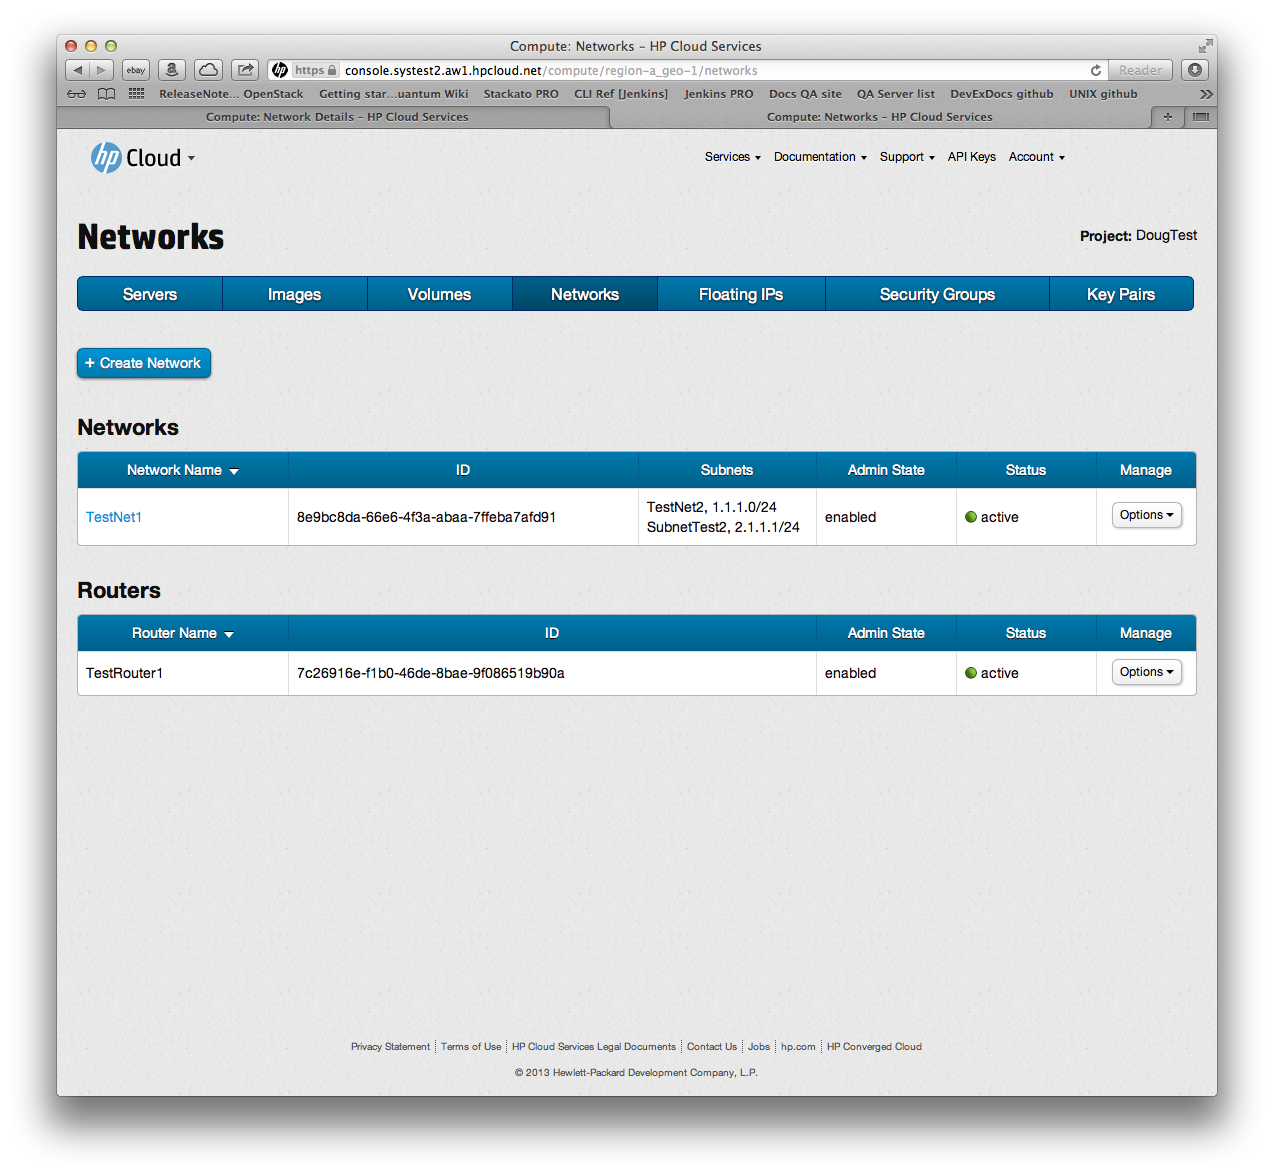 Compute: Networks – HP Cloud Services
ebay a hp https console.systest2.aw1.hpcloud.net/compute/region-a_geo-1/networks Reader
ReleaseNote... OpenStack Getting star...uantum Wiki Stackato PRO CLI Ref [Jenkins] Jenkins PRO Docs QA site QA Server list DevExDocs github UNIX github
Compute: Network Details – HP Cloud Services Compute: Networks – HP Cloud Services +
hp Cloud Services Documentation Support API Keys Account
Networks Project: DougTest
Servers Images Volumes Networks Floating IPs Security Groups Key Pairs
+ Create Network
Networks
Network Name ID Subnets Admin State Status Manage
TestNet1 8e9bc8da-66e6-4f3a-abaa-7ffeba7afd91 TestNet2, 1.1.1.0/24 enabled active Options
SubnetTest2, 2.1.1.1/24
Routers
Router Name ID Admin State Status Manage
TestRouter1 7c26916e-f1b0-46de-8bae-9f086519b90a enabled active Options
Privacy Statement Terms of Use HP Cloud Services Legal Documents Contact Us Jobs hp.com HP Converged Cloud
© 2013 Hewlett-Packard Development Company, L.P.